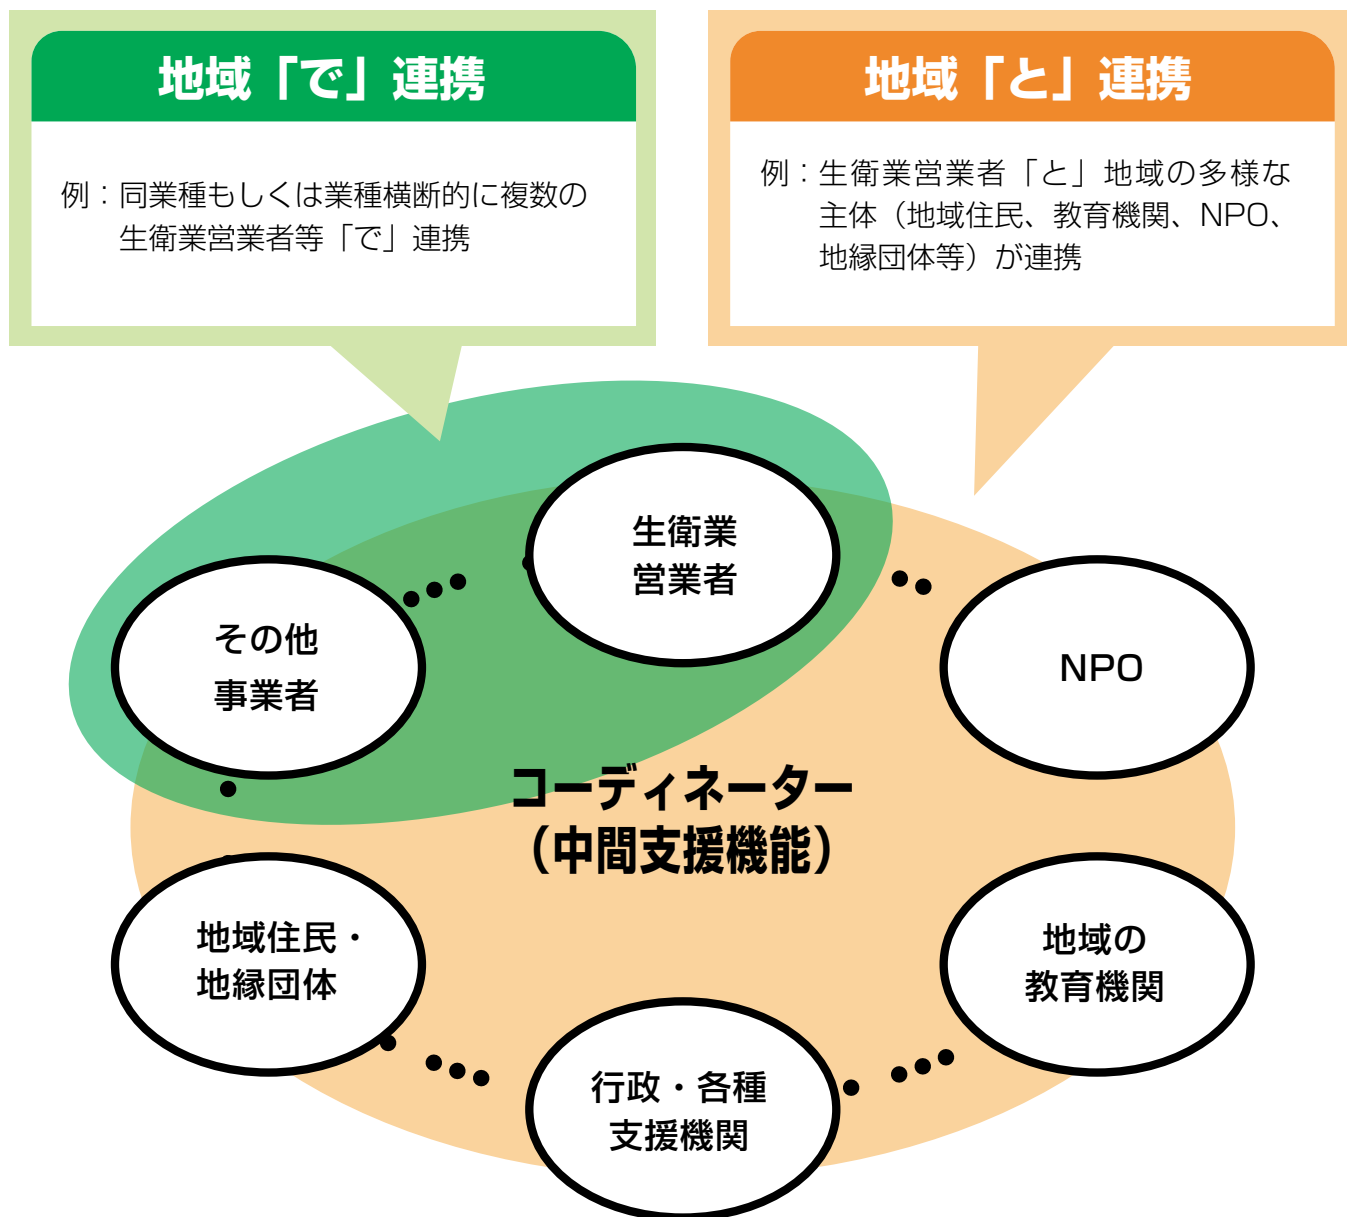 地域「で」連携
例：同業種もしくは業種横断的に複数の
生衛業営業者等「で」連携
地域「と」連携
例：生衛業営業者「と」地域の多様な
主体（地域住民、教育機関、NPO、
地縁団体等）が連携
生衛業
営業者
その他
事業者
NPO
コーディネーター
（中間支援機能）
地域住民・
地縁団体
地域の
教育機関
行政・各種
支援機関